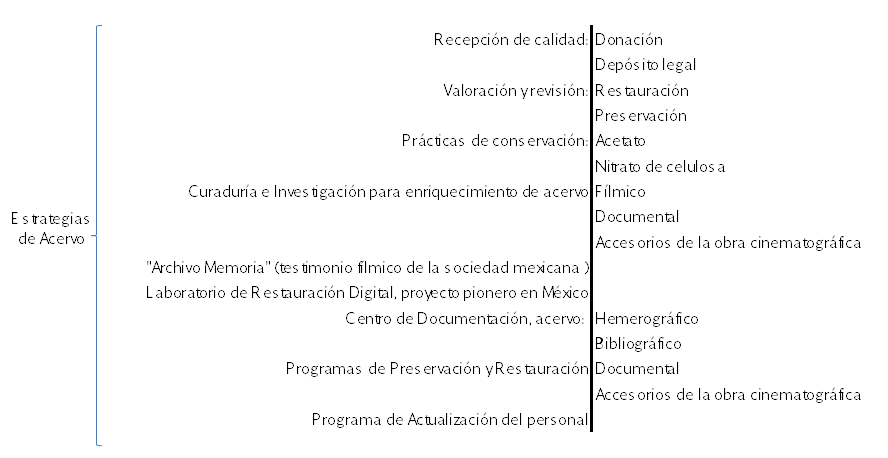 Recepción de calidad: Donación
Depósito legal
Valoración y revisión: Restauración
Preservación
Prácticas de conservación: Acetato
Nitrato de celulosa
Curaduría e Investigación para enriquecimiento de acervo Fílmico
Documental
Accesorios de la obra cinematográfica
Estrategias
de Acervo
"Archivo Memoria" (testimonio fílmico de la sociedad mexicana )
Laboratorio de Restauración Digital, proyecto pionero en México
Centro de Documentación, acervo: Hemerográfico
Bibliográfico
Programas de Preservación y Restauración Documental
Accesorios de la obra cinematográfica
Programa de Actualización del personal